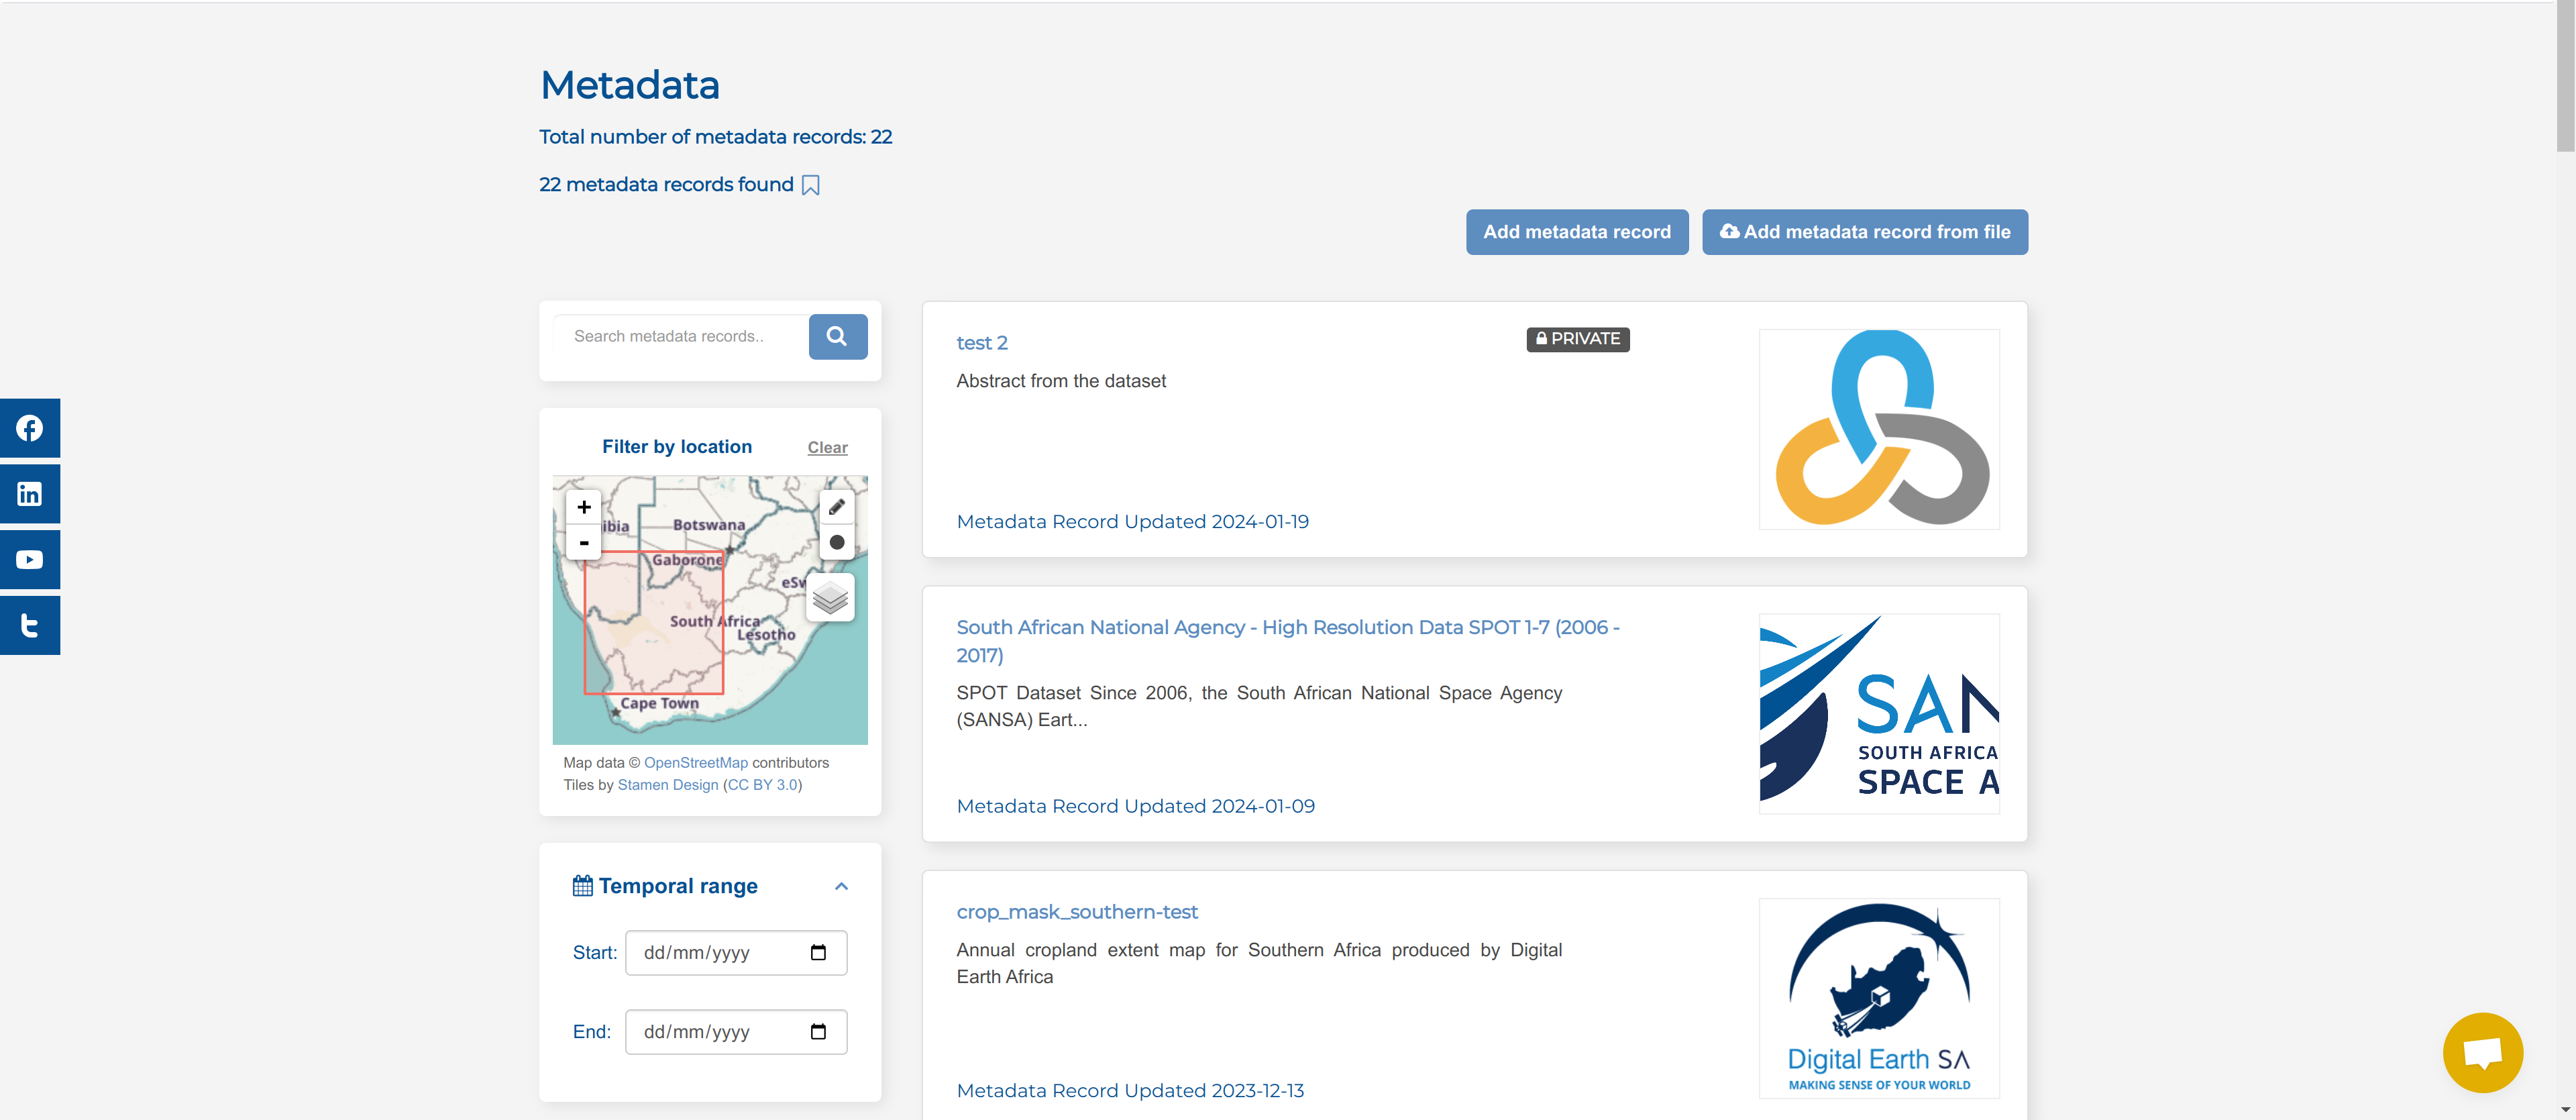 Metadata
Total number of metadata records: 22
22 metadata records found
Add metadata record
Add metadata record from file
Search metadata records..
Filter by location
Clear
+
-
ibia
Botswana
Gaborone
eSw
South Africa
Lesotho
Cape Town
Map data © OpenStreetMap contributors
Tiles by Stamen Design (CC BY 3.0)
Temporal range
Start: dd/mm/yyyy
End: dd/mm/yyyy
test 2
PRIVATE
Abstract from the dataset
Metadata Record Updated 2024-01-19
South African National Agency - High Resolution Data SPOT 1-7 (2006 -
2017)
SPOT Dataset Since 2006, the South African National Space Agency
(SANSA) Eart...
Metadata Record Updated 2024-01-09
SAN
SOUTH AFRICA
SPACE A
crop_mask_southern-test
Annual cropland extent map for Southern Africa produced by Digital
Earth Africa
Metadata Record Updated 2023-12-13
Digital Earth SA
MAKING SENSE OF YOUR WORLD